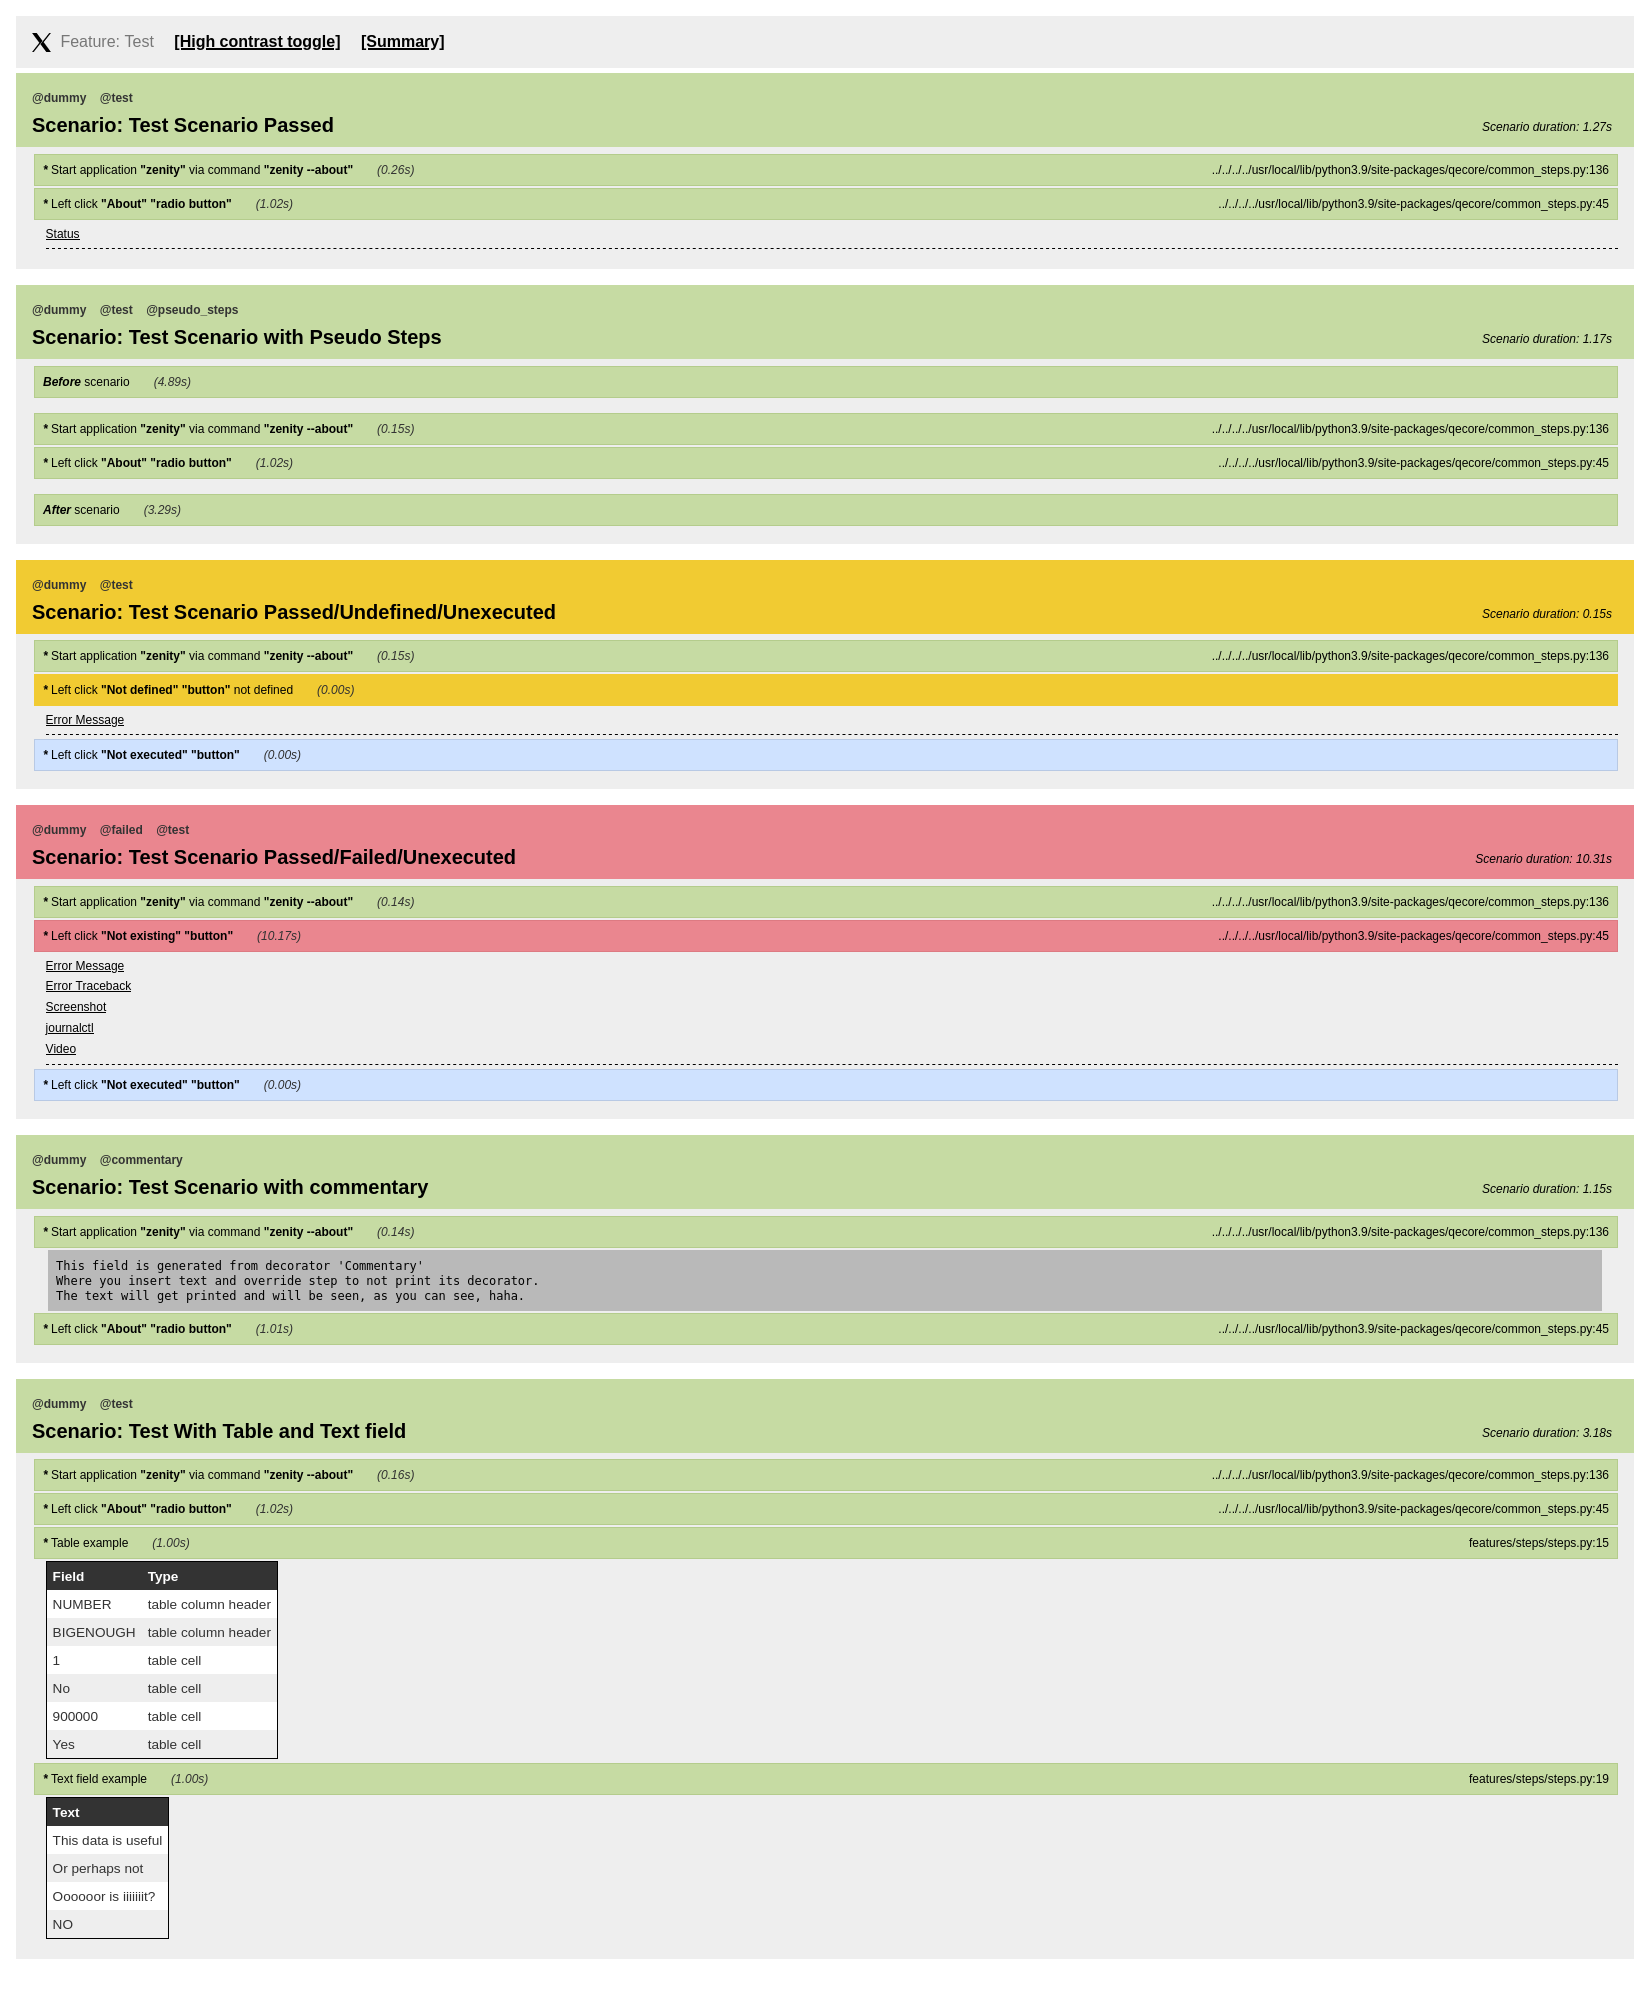 Feature: Test [High contrast toggle] [Summary]
@dummy @test
Scenario: Test Scenario Passed Scenario duration: 1.27s
* Start application "zenity" via command "zenity --about" (0.26s) ../../../../usr/local/lib/python3.9/site-packages/qecore/common_steps.py:136
* Left click "About" "radio button" (1.02s) ../../../../usr/local/lib/python3.9/site-packages/qecore/common_steps.py:45
Status
@dummy @test @pseudo_steps
Scenario: Test Scenario with Pseudo Steps Scenario duration: 1.17s
Before scenario (4.89s)
* Start application "zenity" via command "zenity --about" (0.15s) ../../../../usr/local/lib/python3.9/site-packages/qecore/common_steps.py:136
* Left click "About" "radio button" (1.02s) ../../../../usr/local/lib/python3.9/site-packages/qecore/common_steps.py:45
After scenario (3.29s)
@dummy @test
Scenario: Test Scenario Passed/Undefined/Unexecuted Scenario duration: 0.15s
* Start application "zenity" via command "zenity --about" (0.15s) ../../../../usr/local/lib/python3.9/site-packages/qecore/common_steps.py:136
* Left click "Not defined" "button" not defined (0.00s)
Error Message
* Left click "Not executed" "button" (0.00s)
@dummy @failed @test
Scenario: Test Scenario Passed/Failed/Unexecuted Scenario duration: 10.31s
* Start application "zenity" via command "zenity --about" (0.14s) ../../../../usr/local/lib/python3.9/site-packages/qecore/common_steps.py:136
* Left click "Not existing" "button" (10.17s) ../../../../usr/local/lib/python3.9/site-packages/qecore/common_steps.py:45
Error Message
Error Traceback
Screenshot
journalctl
Video
* Left click "Not executed" "button" (0.00s)
@dummy @commentary
Scenario: Test Scenario with commentary Scenario duration: 1.15s
* Start application "zenity" via command "zenity --about" (0.14s) ../../../../usr/local/lib/python3.9/site-packages/qecore/common_steps.py:136
This field is generated from decorator 'Commentary'
Where you insert text and override step to not print its decorator.
The text will get printed and will be seen, as you can see, haha.
* Left click "About" "radio button" (1.01s) ../../../../usr/local/lib/python3.9/site-packages/qecore/common_steps.py:45
@dummy @test
Scenario: Test With Table and Text field Scenario duration: 3.18s
* Start application "zenity" via command "zenity --about" (0.16s) ../../../../usr/local/lib/python3.9/site-packages/qecore/common_steps.py:136
* Left click "About" "radio button" (1.02s) ../../../../usr/local/lib/python3.9/site-packages/qecore/common_steps.py:45
* Table example (1.00s) features/steps/steps.py:15
Field Type
NUMBER table column header
BIGENOUGH table column header
1 table cell
No table cell
900000 table cell
Yes table cell
* Text field example (1.00s) features/steps/steps.py:19
Text
This data is useful
Or perhaps not
Oooooor is iiiiiiit?
NO